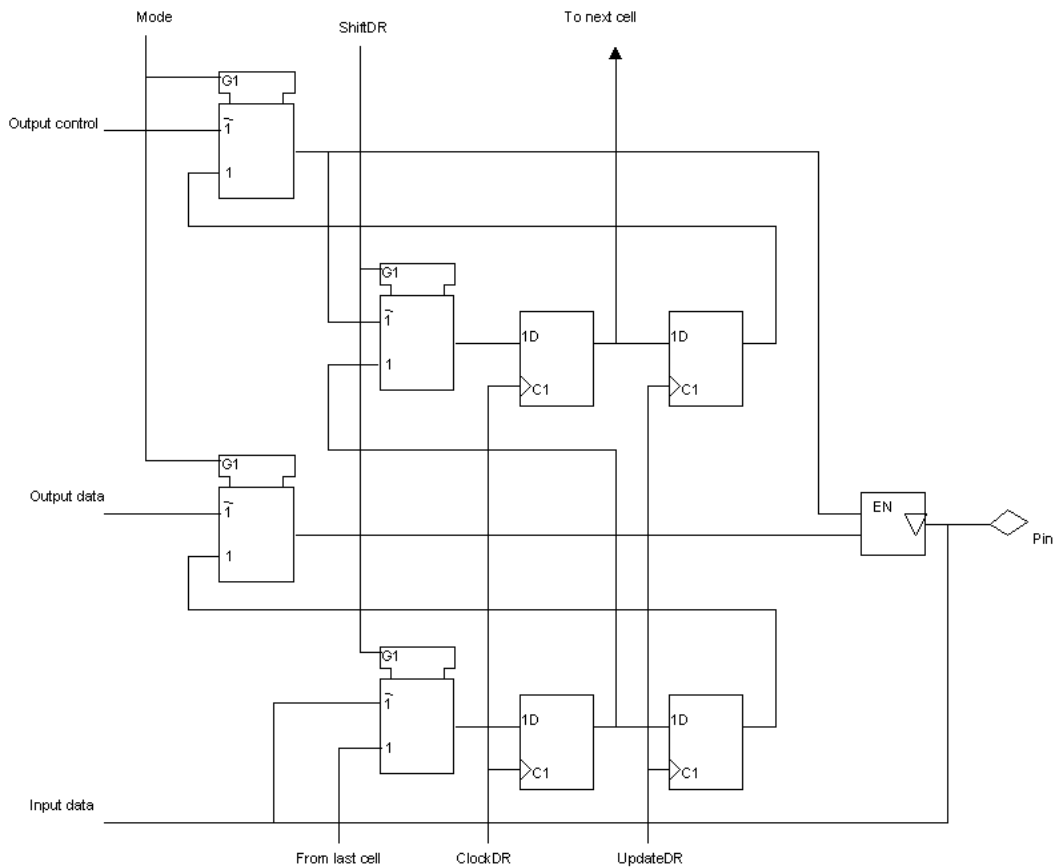 Mode
ShiftDR
To next cell
G1
Output control
1̃
1
G1
1̃
1
1D
C1
1D
C1
G1
Output data
1̃
1
EN
Pin
G1
1̃
1
1D
C1
1D
C1
Input data
From last cell
ClockDR
UpdateDR